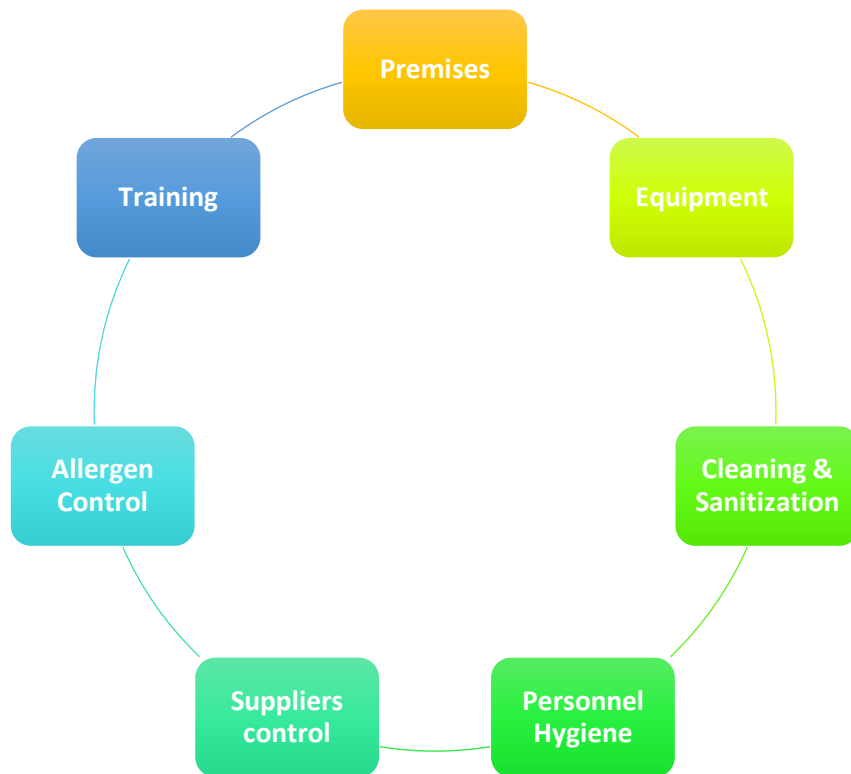 Premises
Equipment
Cleaning &
Sanitization
Personnel
Hygiene
Suppliers
control
Allergen
Control
Training